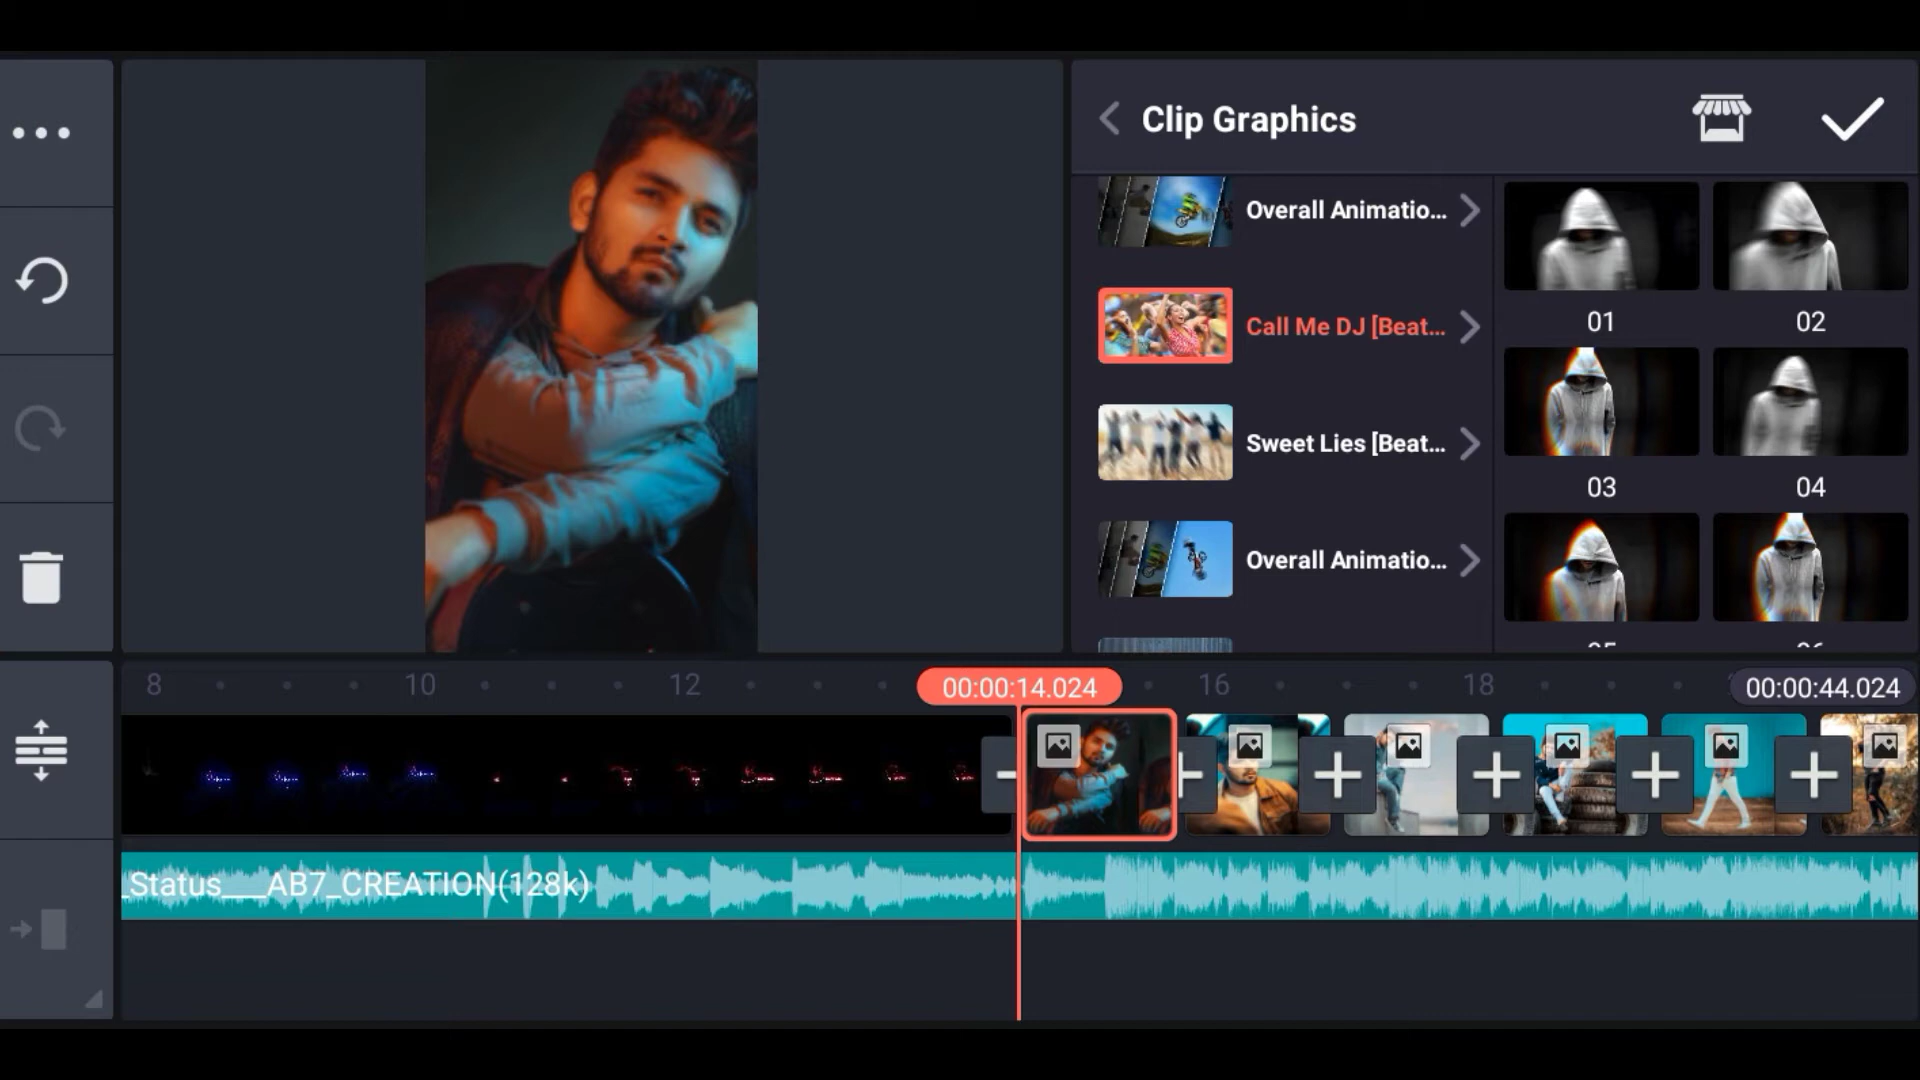 Clip Graphics
Overall Animatio...
Call Me DJ [Beat...
Sweet Lies [Beat...
Overall Animatio...
01
02
03
04
8
10
12
00:00:14.024
16
18
00:00:44.024
_Status___AB7_CREATION(128k)